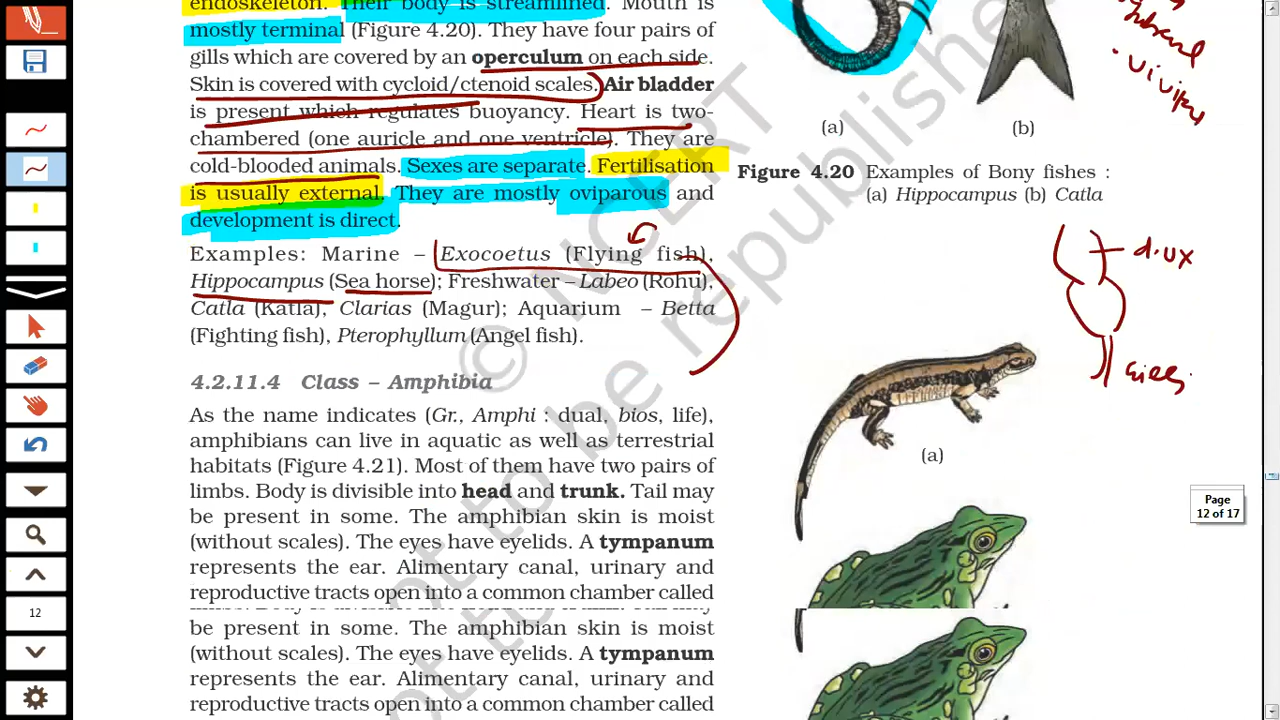 endoskeleton. Their body is streamlined. Mouth is
mostly terminal (Figure 4.20). They have four pairs of
gills which are covered by an operculum on each side.
Skin is covered with cycloid/ctenoid scales. Air bladder
is present which regulates buoyancy. Heart is two-
chambered (one auricle and one ventricle). They are
cold-blooded animals. Sexes are separate. Fertilisation
is usually external. They are mostly oviparous and
development is direct.
Examples: Marine – Exocoetus (Flying fish),
Hippocampus (Sea horse); Freshwater – Labeo (Rohu),
Catla (Katla), Clarias (Magur); Aquarium – Betta
(Fighting fish), Pterophyllum (Angel fish).
4.2.11.4 Class – Amphibia
As the name indicates (Gr., Amphi : dual, bios, life),
amphibians can live in aquatic as well as terrestrial
habitats (Figure 4.21). Most of them have two pairs of
limbs. Body is divisible into head and trunk. Tail may
be present in some. The amphibian skin is moist
(without scales). The eyes have eyelids. A tympanum
represents the ear. Alimentary canal, urinary and
reproductive tracts open into a common chamber called
be present in some. The amphibian skin is moist
(without scales). The eyes have eyelids. A tympanum
represents the ear. Alimentary canal, urinary and
reproductive tracts open into a common chamber called
(a)
(b)
Figure 4.20 Examples of Bony fishes :
(a) Hippocampus (b) Catla
(a)
© NCERT
not to be republished
Page
12 of 17
12